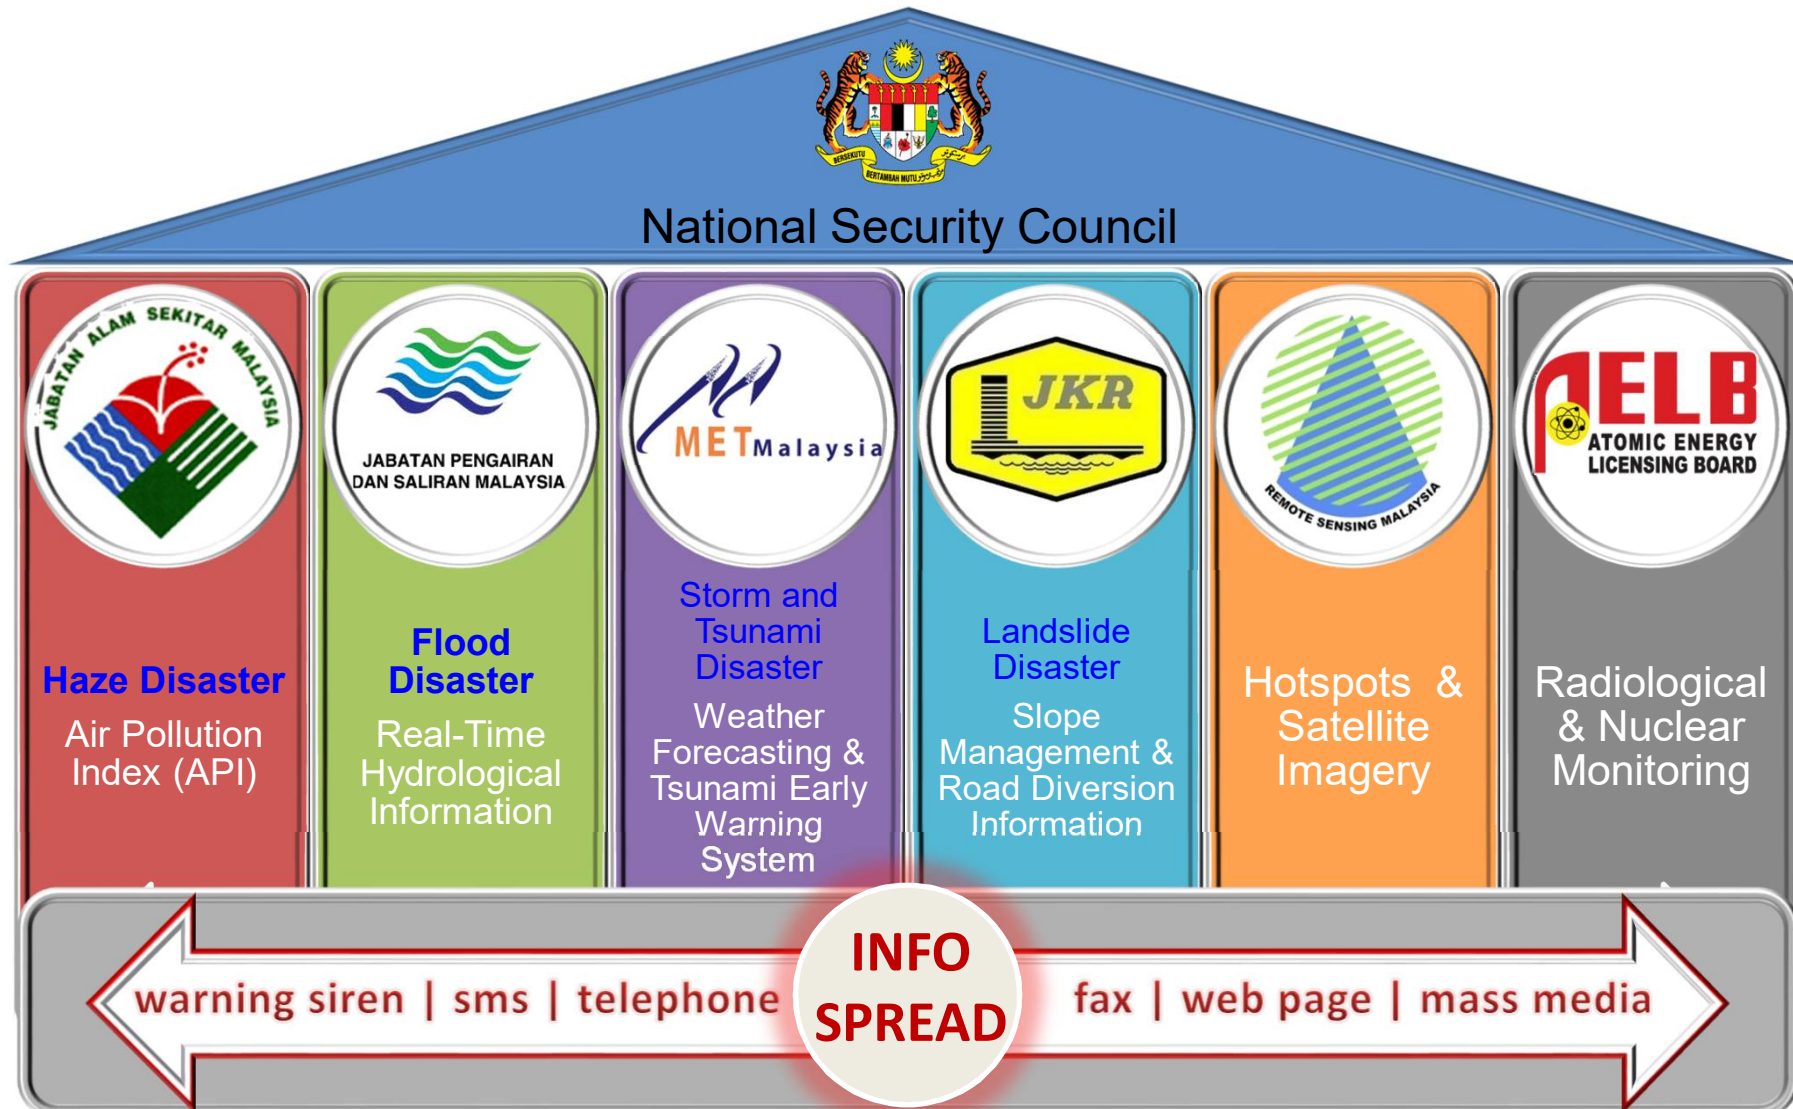 BERSEKUTU
BERTAMBAH MUTU
National Security Council
JABATAN ALAM SEKITAR MALAYSIA
Haze Disaster
Air Pollution
Index (API)
JABATAN PENGAIRAN
DAN SALIRAN MALAYSIA
Flood
Disaster
Real-Time
Hydrological
Information
METMalaysia
Storm and
Tsunami
Disaster
Weather
Forecasting &
Tsunami Early
Warning
System
JKR
Landslide
Disaster
Slope
Management &
Road Diversion
Information
REMOTE SENSING MALAYSIA
Hotspots &
Satellite
Imagery
AELB
ATOMIC ENERGY
LICENSING BOARD
Radiological
& Nuclear
Monitoring
warning siren | sms | telephone
INFO
SPREAD
fax | web page | mass media